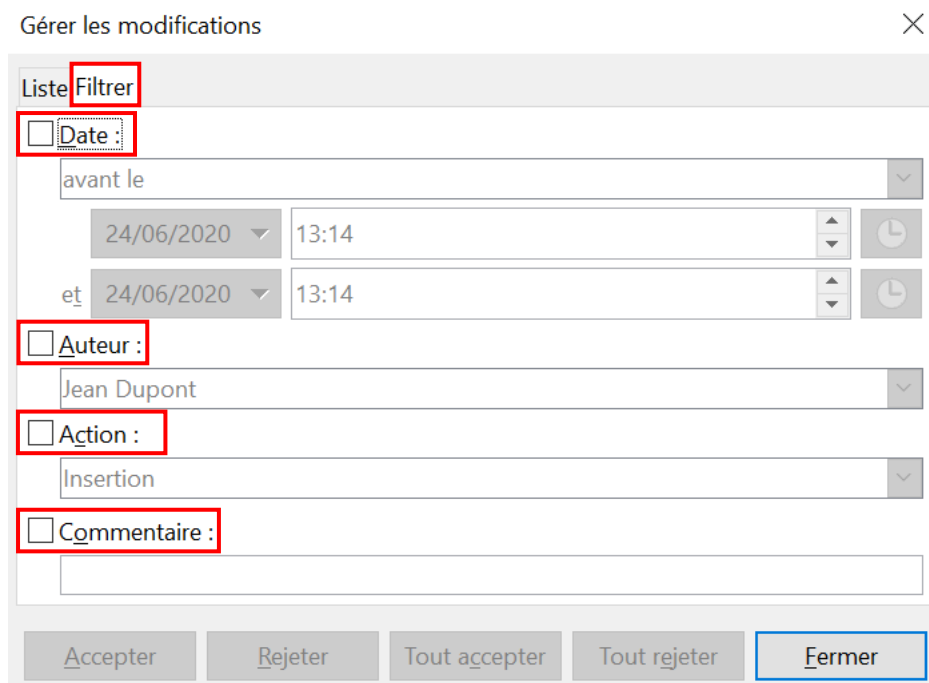 Gérer les modifications
Liste Filtrer
Date :
avant le
24/06/2020 13:14
et 24/06/2020 13:14
Auteur :
Jean Dupont
Action :
Insertion
Commentaire :
Accepter Rejeter Tout accepter Tout rejeter Fermer